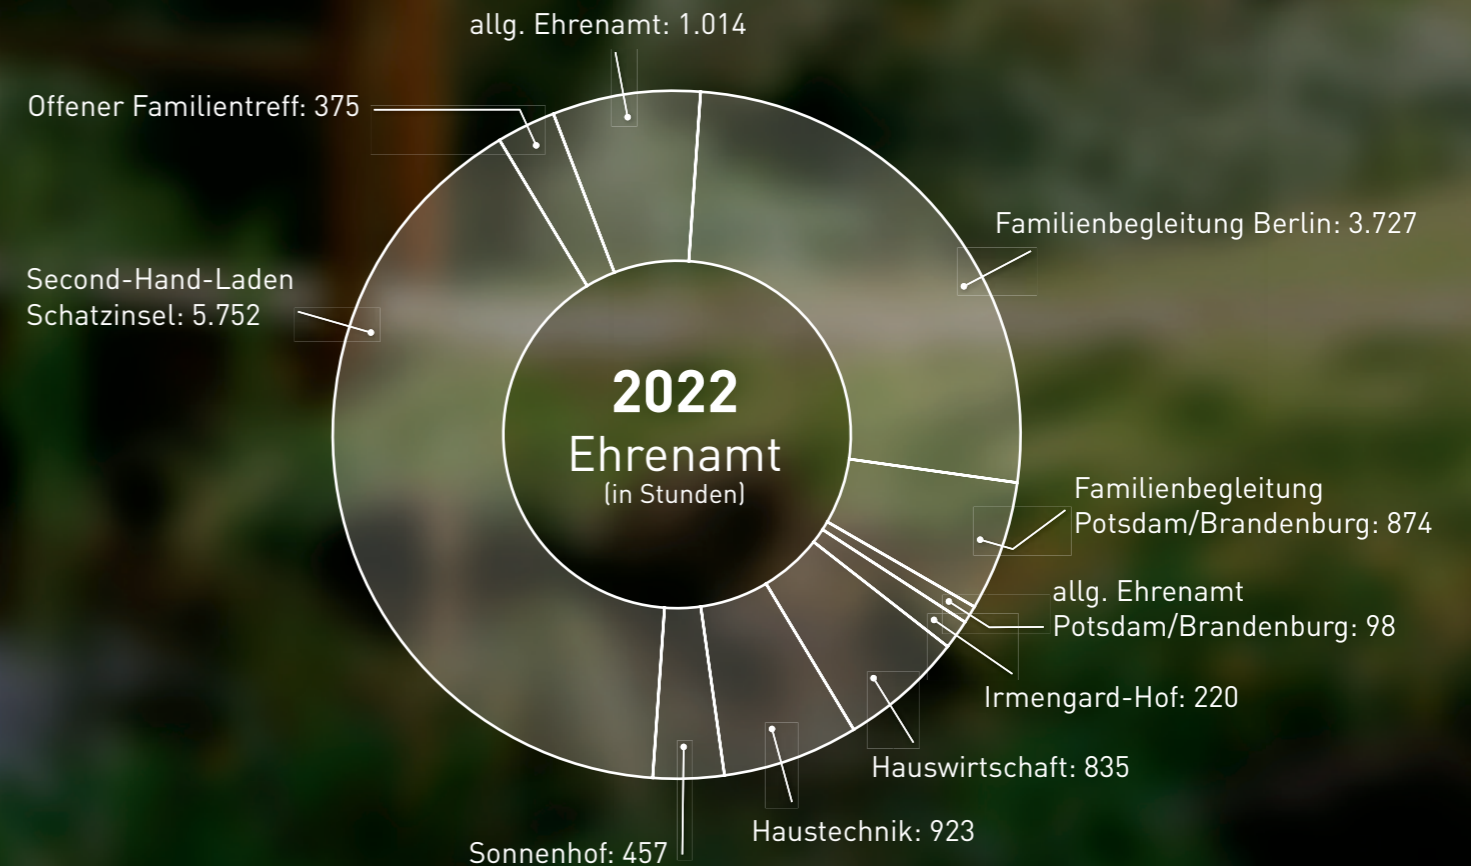 allg. Ehrenamt: 1.014
Offener Familientreff: 375
Familienbegleitung Berlin: 3.727
Second-Hand-Laden
Schatzinsel: 5.752
2022
Ehrenamt
(in Stunden)
Familienbegleitung
Potsdam/Brandenburg: 874
allg. Ehrenamt
Potsdam/Brandenburg: 98
Irmengard-Hof: 220
Hauswirtschaft: 835
Haustechnik: 923
Sonnenhof: 457